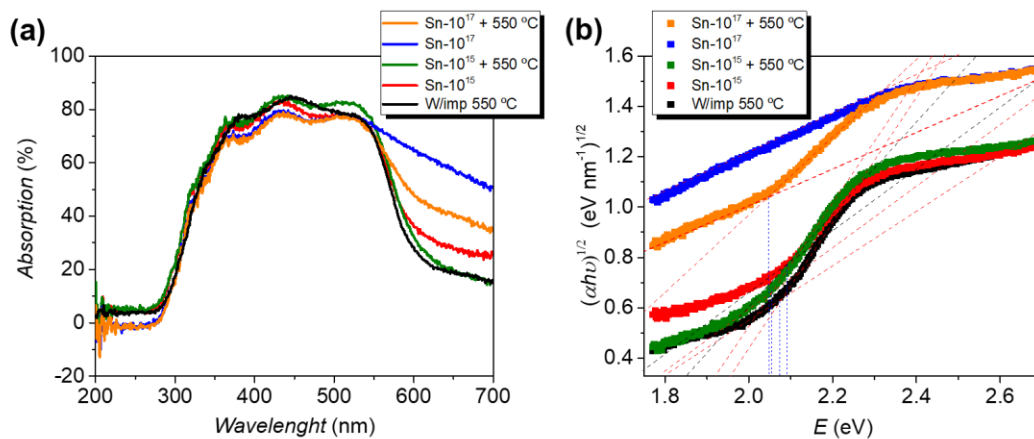 (a)
Sn-10¹⁷ + 550 ºC
Sn-10¹⁷
Sn-10¹⁵ + 550 ºC
Sn-10¹⁵
W/imp 550 ºC
100
80
60
40
20
0
-20
Absorption (%)
200 300 400 500 600 700
Wavelenght (nm)
(b)
Sn-10¹⁷ + 550 ºC
Sn-10¹⁷
Sn-10¹⁵ + 550 ºC
Sn-10¹⁵
W/imp 550 ºC
1.6
1.4
1.2
1.0
0.8
0.6
0.4
(αhυ)^1/2 (eV nm⁻¹)^1/2
1.8 2.0 2.2 2.4 2.6
E (eV)